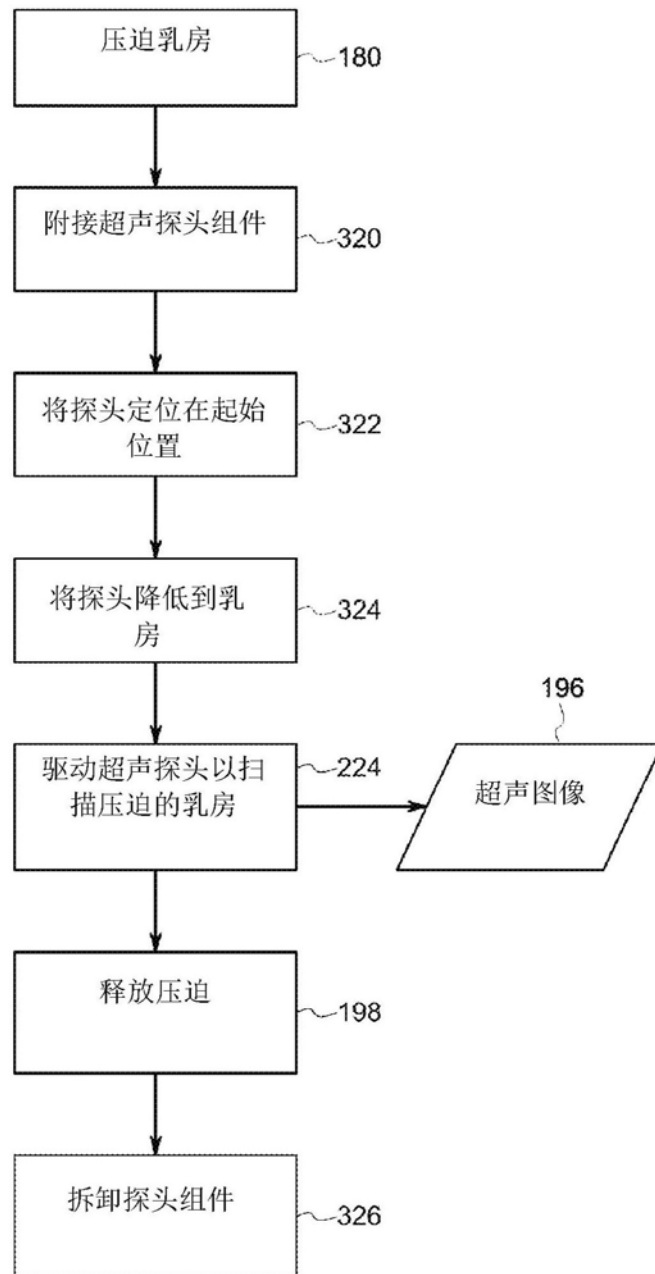 压迫乳房
180
附接超声探头组件
320
将探头定位在起始
位置
322
将探头降低到乳
房
324
驱动超声探头以扫
描压迫的乳房
224
196
超声图像
释放压迫
198
拆卸探头组件
326